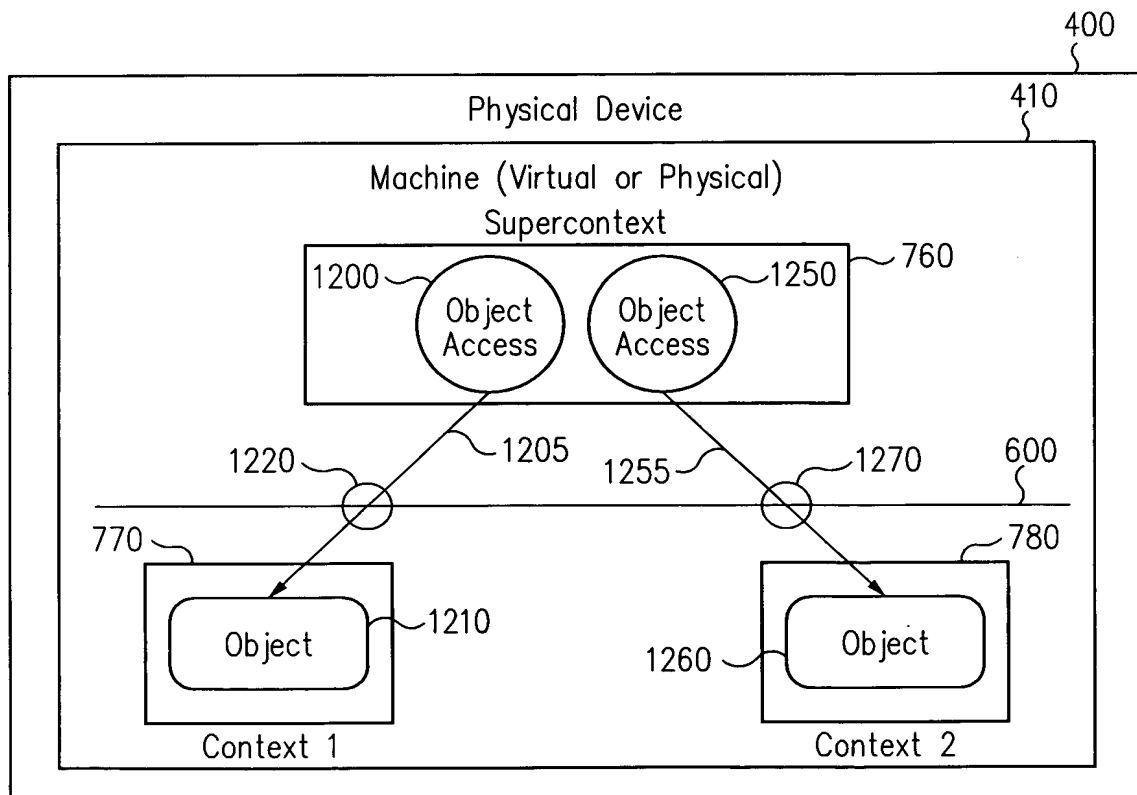 400
Physical Device
410
Machine (Virtual or Physical)
Supercontext
1200
1250
760
Object
Access
Object
Access
1220
1205
1255
1270
600
770
780
Object
1210
1260
Object
Context 1
Context 2